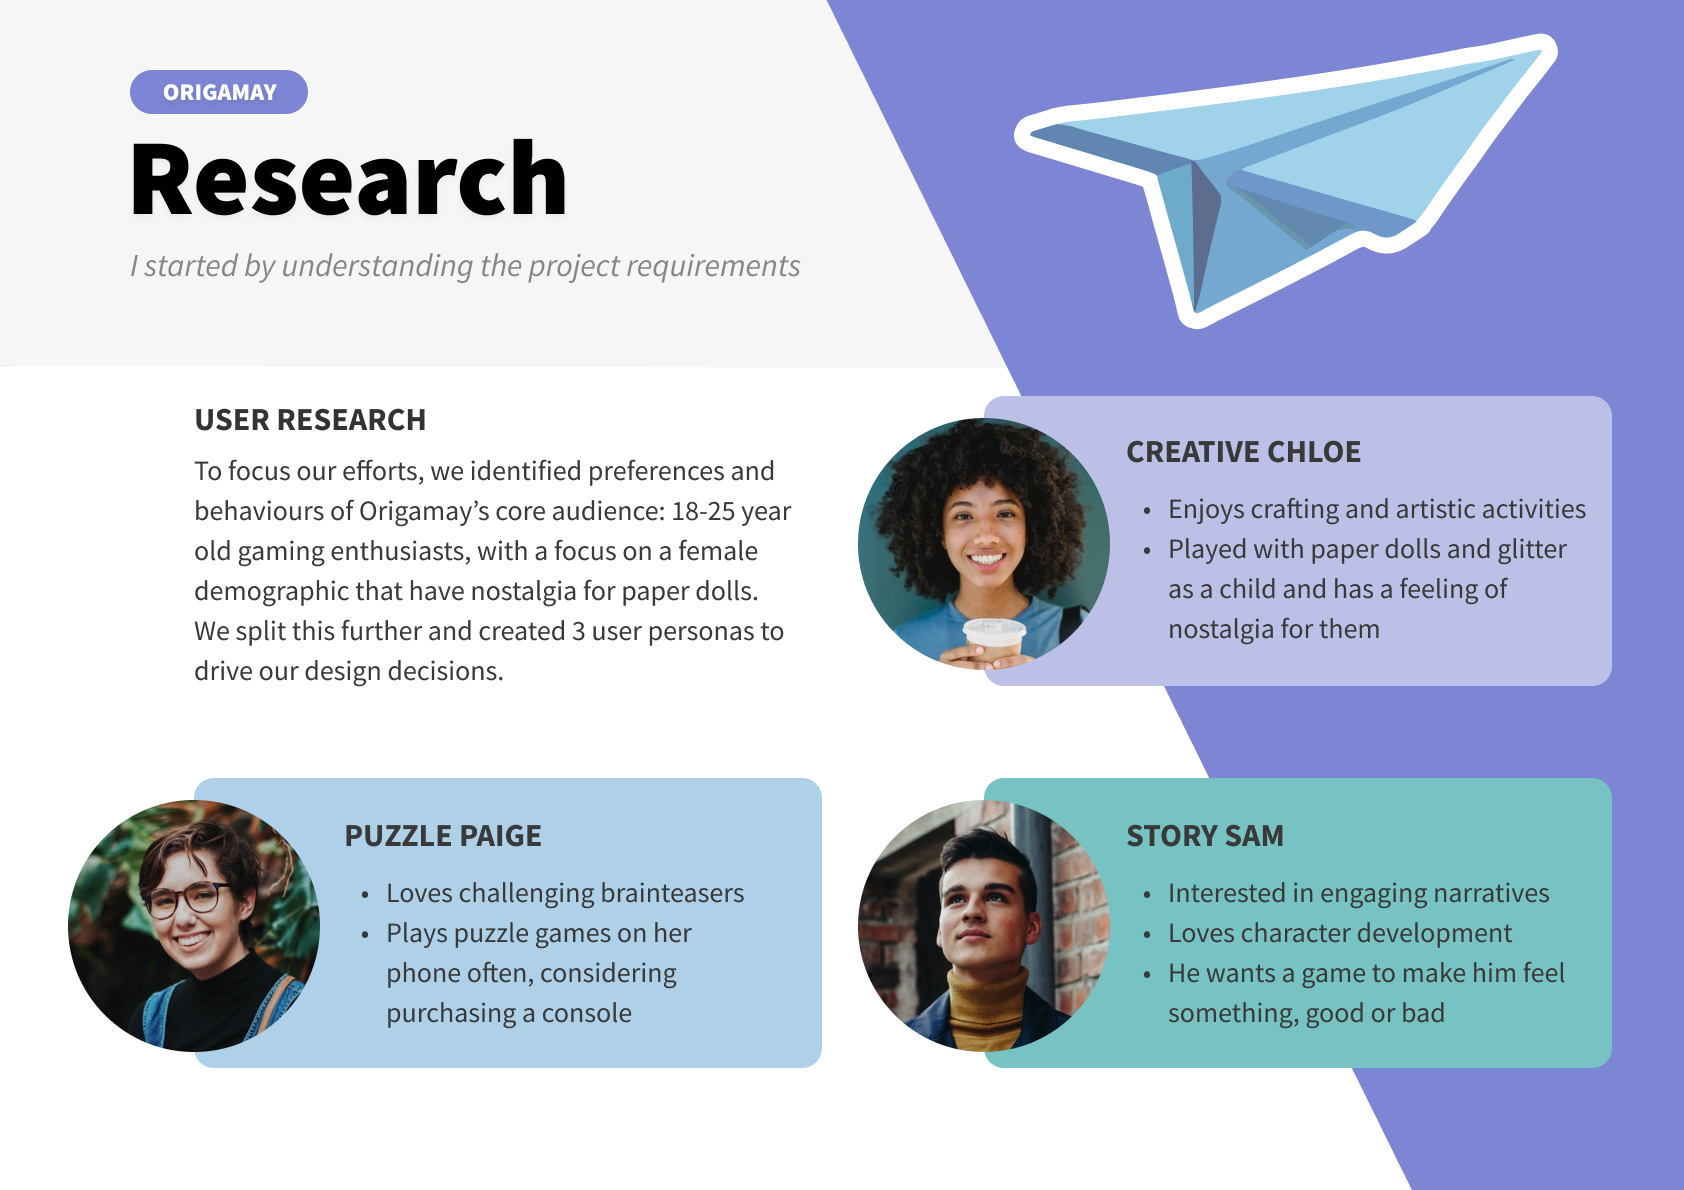 ORIGAMAY
Research
I started by understanding the project requirements
USER RESEARCH
To focus our efforts, we identified preferences and
behaviours of Origamay’s core audience: 18-25 year
old gaming enthusiasts, with a focus on a female
demographic that have nostalgia for paper dolls.
We split this further and created 3 user personas to
drive our design decisions.
CREATIVE CHLOE
• Enjoys crafting and artistic activities
• Played with paper dolls and glitter
as a child and has a feeling of
nostalgia for them
PUZZLE PAIGE
• Loves challenging brainteasers
• Plays puzzle games on her
phone often, considering
purchasing a console
STORY SAM
• Interested in engaging narratives
• Loves character development
• He wants a game to make him feel
something, good or bad